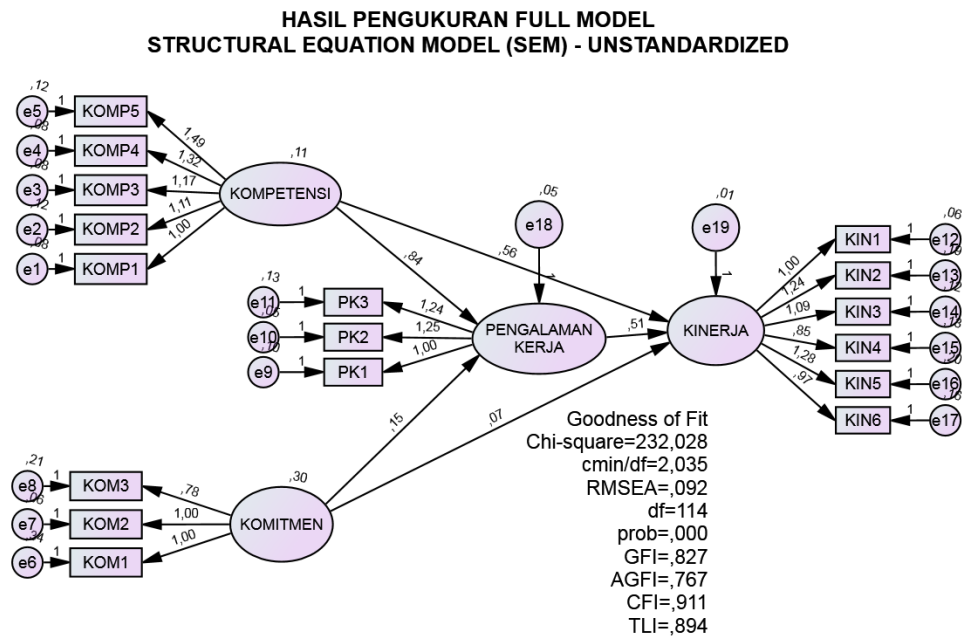 HASIL PENGUKURAN FULL MODEL
STRUCTURAL EQUATION MODEL (SEM) - UNSTANDARDIZED
,12
e5
1
KOMP5
1,49
,08
e4
1
KOMP4
1,32
,08
e3
1
KOMP3
1,17
,12
e2
1
KOMP2
1,11
,08
e1
1
KOMP1
1,00
,11
KOMPETENSI
,84
,56
,05
e18
1
,01
e19
1
,13
e11
1
PK3
1,24
,05
e10
1
PK2
1,25
,10
e9
1
PK1
1,00
PENGALAMAN
KERJA
,51
KINERJA
1,00
KIN1
1
,06
e12
1,24
KIN2
1
e13
1,09
KIN3
1
,12
e14
,85
KIN4
1
e15
1,28
KIN5
1
,20
e16
,97
KIN6
1
,16
e17
,15
,07
,21
e8
1
KOM3
,78
,06
e7
1
KOM2
1,00
,34
e6
1
KOM1
1,00
,30
KOMITMEN
Goodness of Fit
Chi-square=232,028
cmin/df=2,035
RMSEA=,092
df=114
prob=,000
GFI=,827
AGFI=,767
CFI=,911
TLI=,894